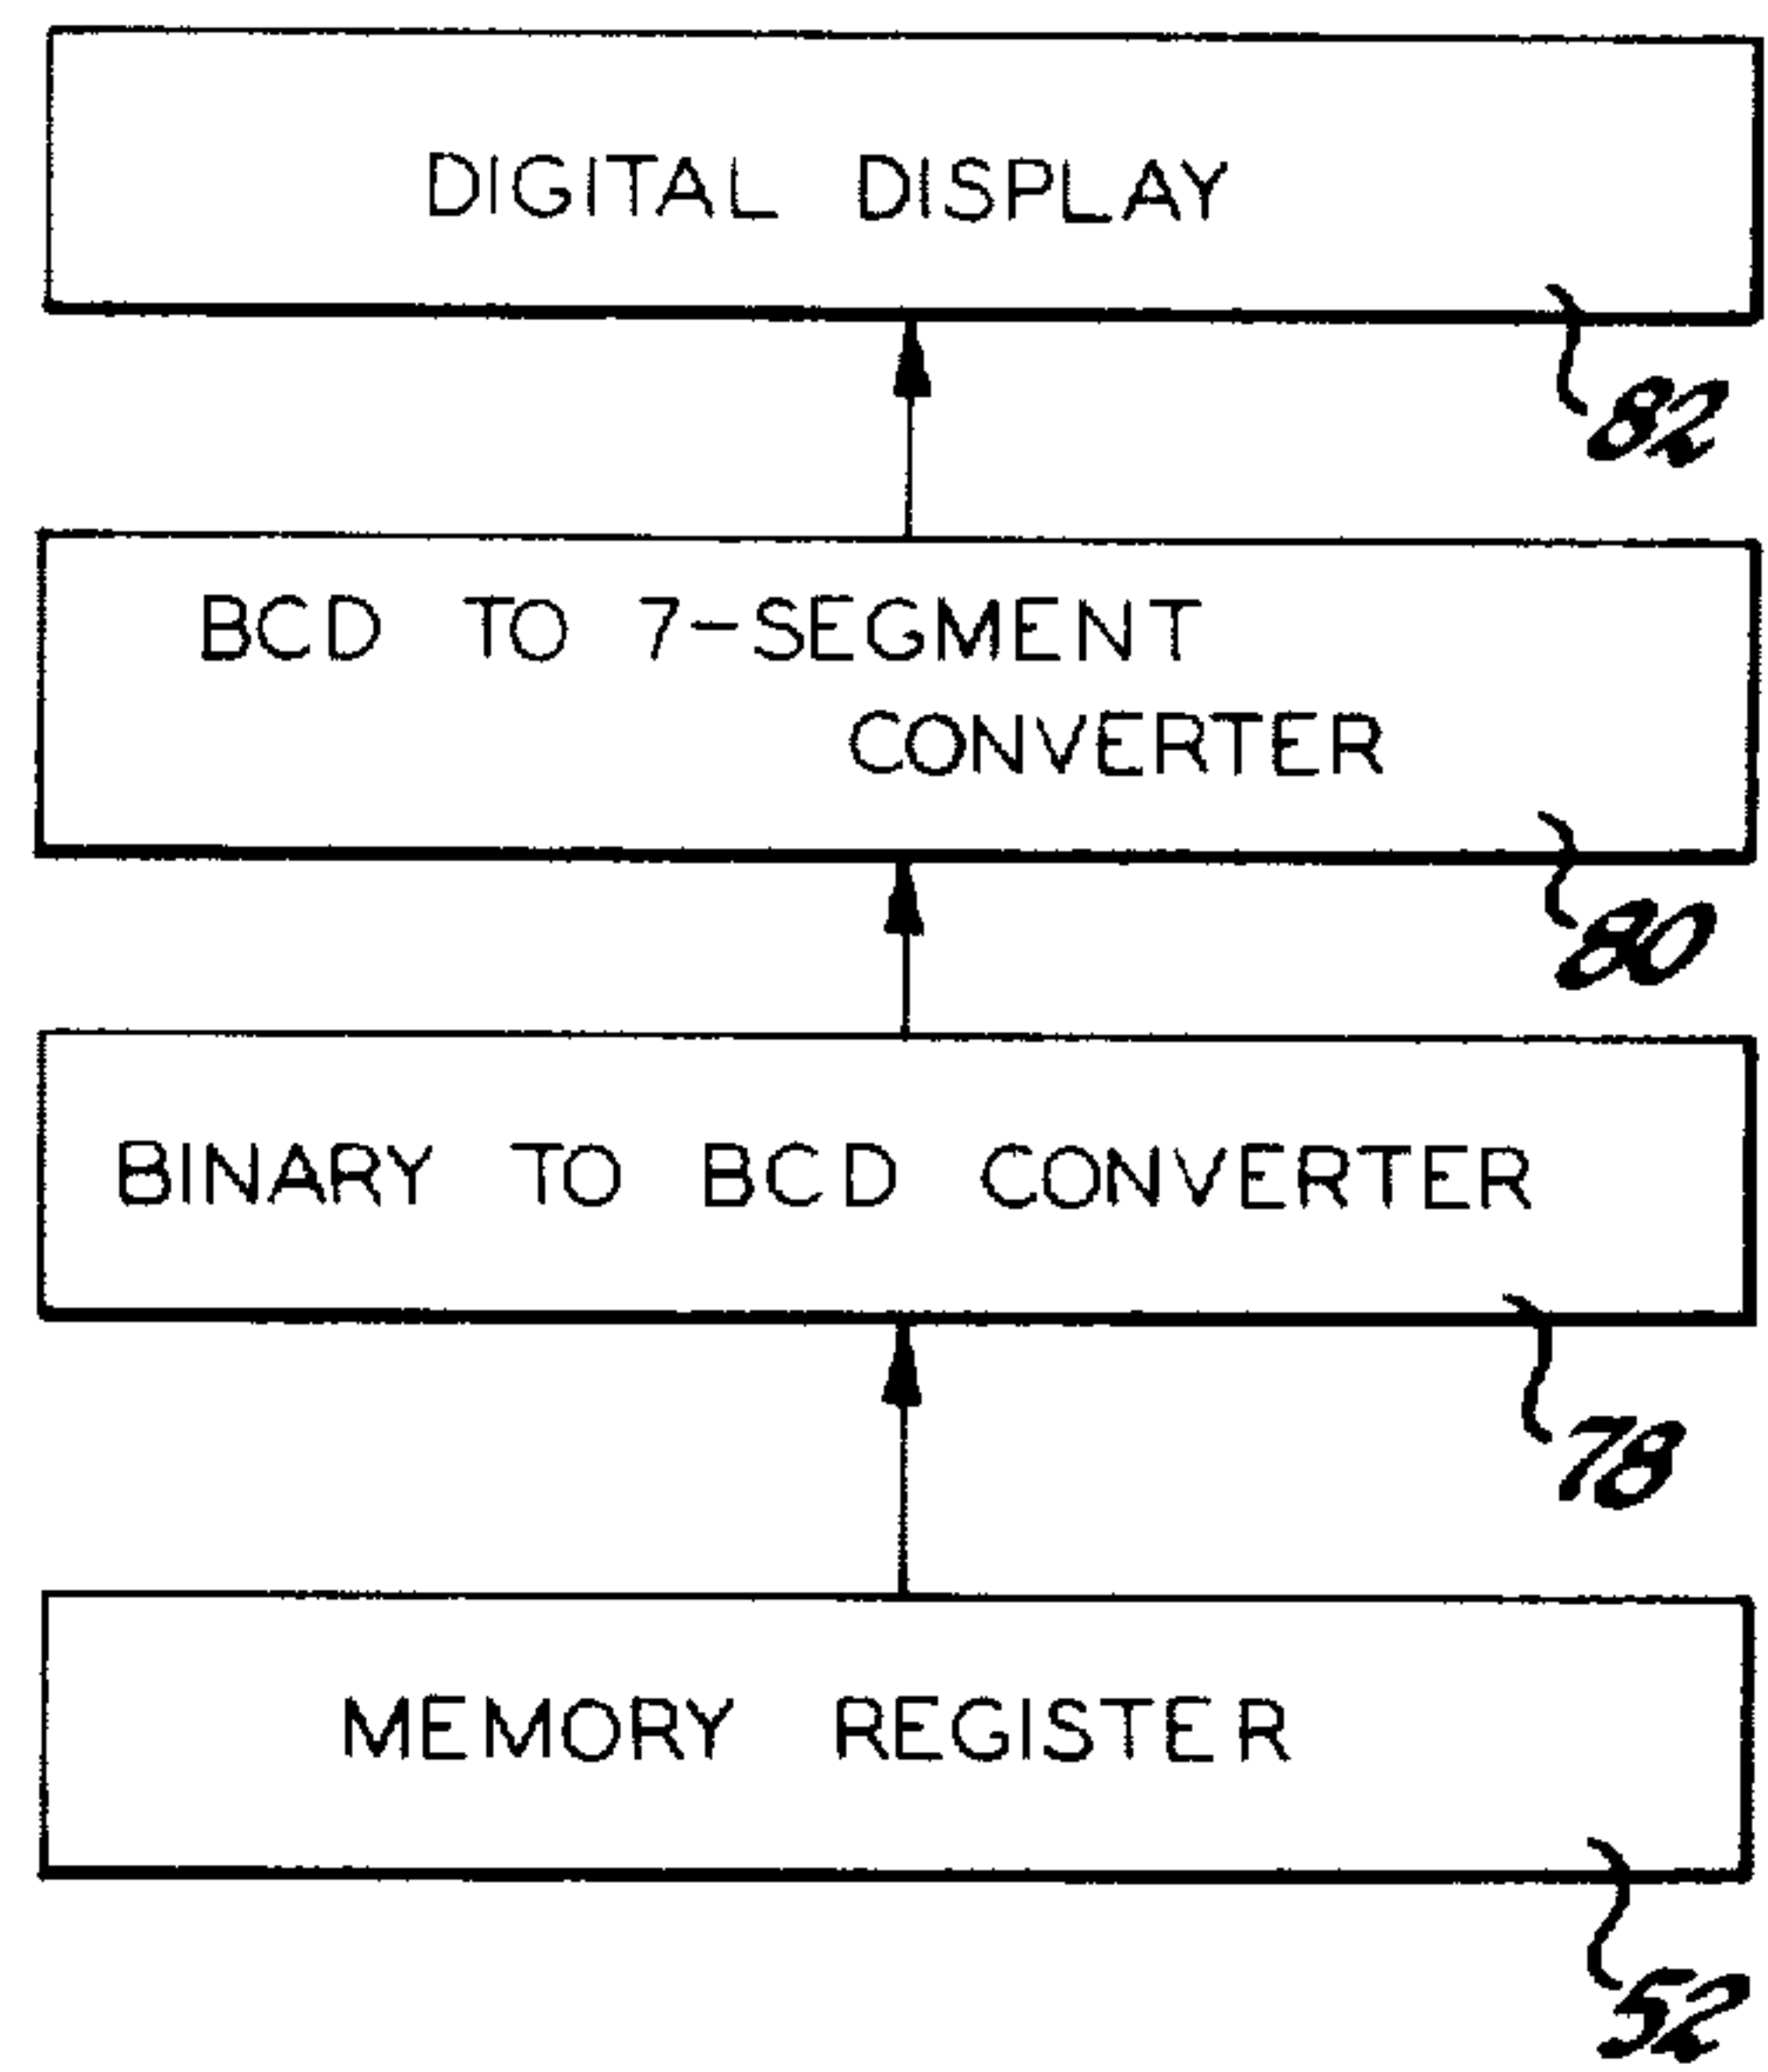 DIGITAL DISPLAY
82
BCD TO 7-SEGMENT
CONVERTER
80
BINARY TO BCD CONVERTER
78
MEMORY REGISTER
52